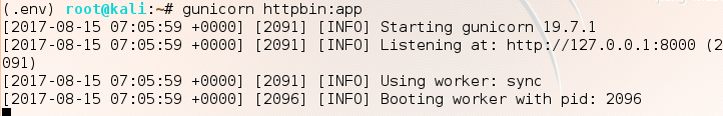 (.env) root@kali:~# gunicorn httpbin:app
[2017-08-15 07:05:59 +0000] [2091] [INFO] Starting gunicorn 19.7.1
[2017-08-15 07:05:59 +0000] [2091] [INFO] Listening at: http://127.0.0.1:8000 (2
091)
[2017-08-15 07:05:59 +0000] [2091] [INFO] Using worker: sync
[2017-08-15 07:05:59 +0000] [2096] [INFO] Booting worker with pid: 2096